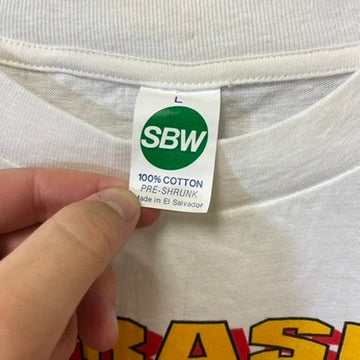 L
SBW
100% COTTON
PRE-SHRUNK
Made in El Salvador